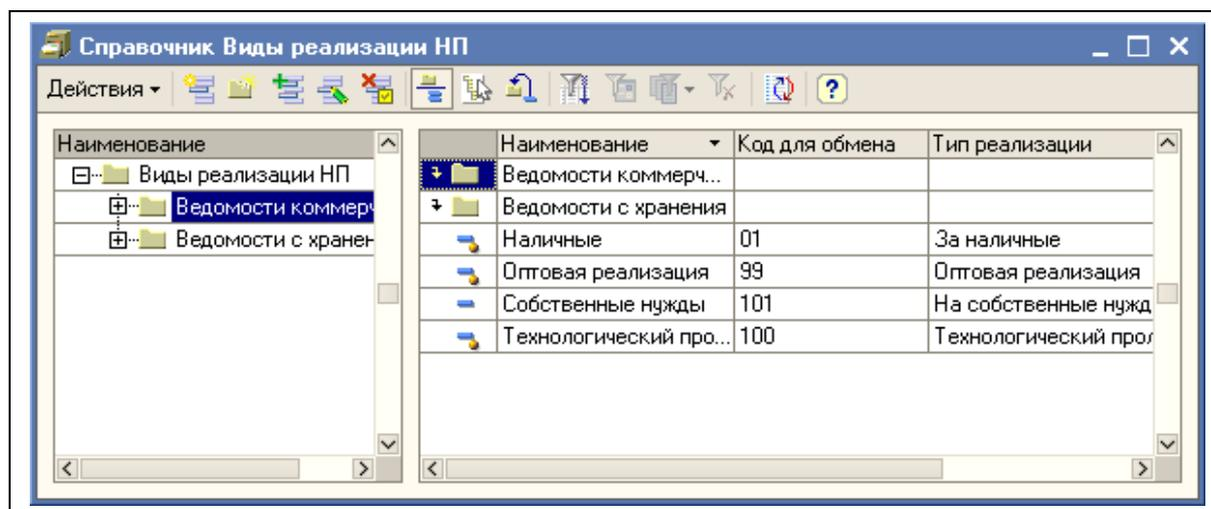 Справочник Виды реализации НП
Действия
Наименование
Виды реализации НП
Ведомости коммерч
Ведомости с хранен
Наименование Код для обмена Тип реализации
Ведомости коммерч...
Ведомости с хранения
Наличные 01 За наличные
Оптовая реализация 99 Оптовая реализация
Собственные нужды 101 На собственные нужд
Технологический про... 100 Технологический прол